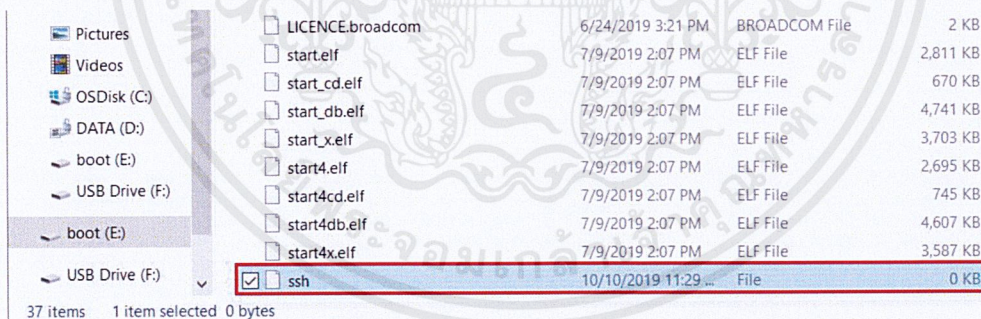 Pictures
Videos
OSDisk (C:)
DATA (D:)
boot (E:)
USB Drive (F:)
boot (E:)
USB Drive (F:)
LICENCE.broadcom 6/24/2019 3:21 PM BROADCOM File 2 KB
start.elf 7/9/2019 2:07 PM ELF File 2,811 KB
start_cd.elf 7/9/2019 2:07 PM ELF File 670 KB
start_db.elf 7/9/2019 2:07 PM ELF File 4,741 KB
start_x.elf 7/9/2019 2:07 PM ELF File 3,703 KB
start4.elf 7/9/2019 2:07 PM ELF File 2,695 KB
start4cd.elf 7/9/2019 2:07 PM ELF File 745 KB
start4db.elf 7/9/2019 2:07 PM ELF File 4,607 KB
start4x.elf 7/9/2019 2:07 PM ELF File 3,587 KB
ssh 10/10/2019 11:29 ... File 0 KB
37 items 1 item selected 0 bytes